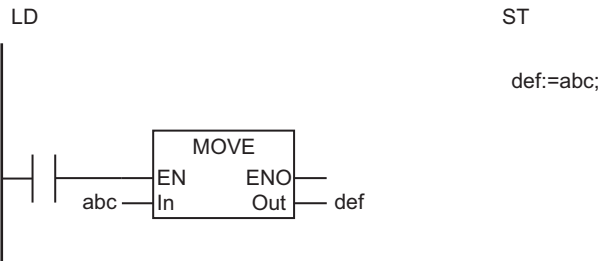 LD
ST
def:=abc;
MOVE
EN ENO
abc In Out def